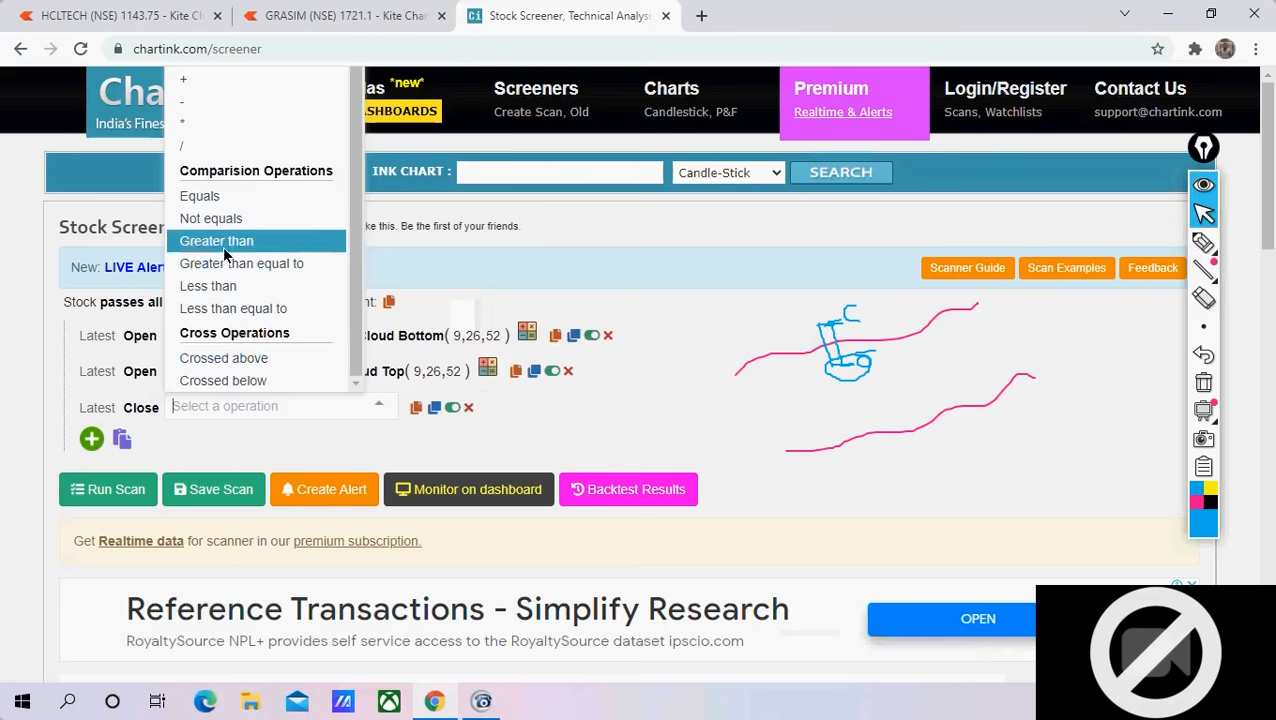 HCLTECH (NSE) 1143.75 - Kite Ch
GRASIM (NSE) 1721.1 - Kite Char
Stock Screener, Technical Analysis
chartink.com/screener
Char
India's Fines
as *new*
ASHBOARDS
Screeners
Create Scan, Old
Charts
Candlestick, P&F
Premium
Realtime & Alerts
Login/Register
Scans, Watchlists
Contact Us
support@chartink.com
INK CHART :
Candle-Stick
SEARCH
+
-
*
/
Comparision Operations
Equals
Not equals
Greater than
Greater than equal to
Less than
Less than equal to
Cross Operations
Crossed above
Crossed below
Stock Scree
ke this. Be the first of your friends.
New: LIVE Aler
Scanner Guide
Scan Examples
Feedback
Stock passes all
nt:
Latest Open
Cloud Bottom ( 9,26,52 )
Latest Open
ud Top ( 9,26,52 )
Latest Close
Select a operation
C
Run Scan
Save Scan
Create Alert
Monitor on dashboard
Backtest Results
Get Realtime data for scanner in our premium subscription.
Reference Transactions - Simplify Research
RoyaltySource NPL+ provides self service access to the RoyaltySource dataset ipscio.com
OPEN